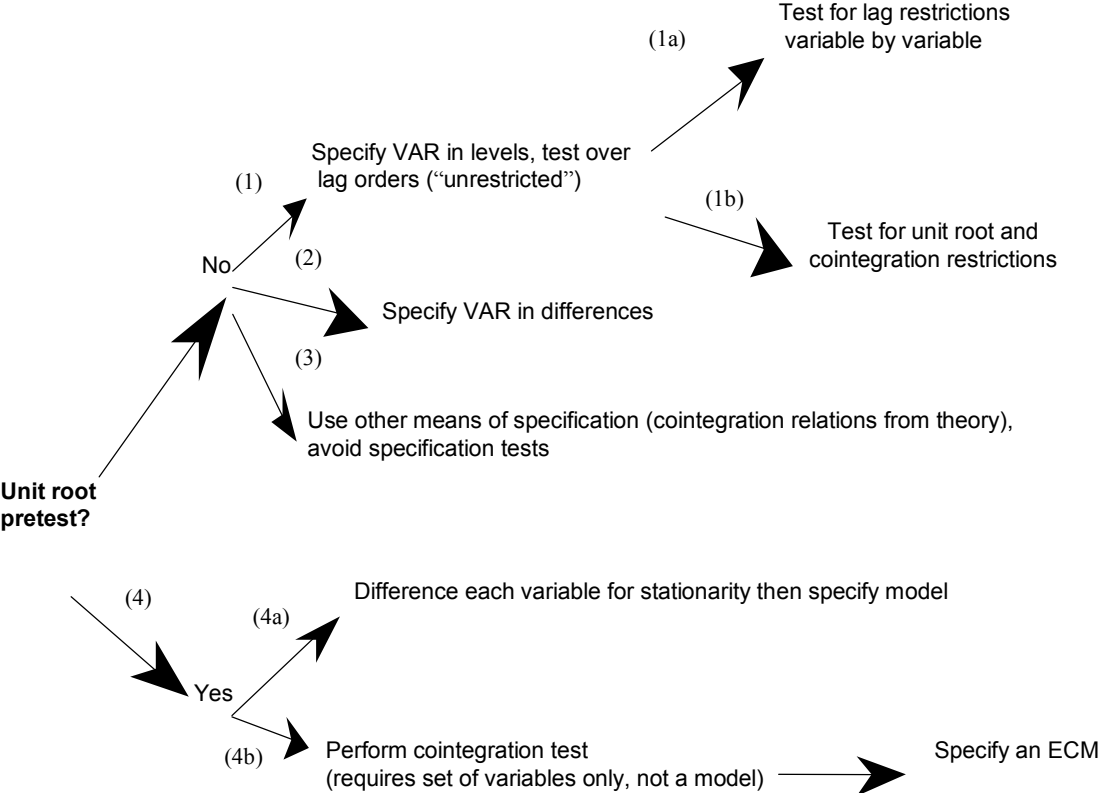 Test for lag restrictions
variable by variable
(1a)
Specify VAR in levels, test over
lag orders (“unrestricted”)
(1)
(1b)
Test for unit root and
cointegration restrictions
No
(2)
Specify VAR in differences
(3)
Use other means of specification (cointegration relations from theory),
avoid specification tests
Unit root
pretest?
(4)
Difference each variable for stationarity then specify model
(4a)
Yes
(4b)
Perform cointegration test
(requires set of variables only, not a model)
Specify an ECM